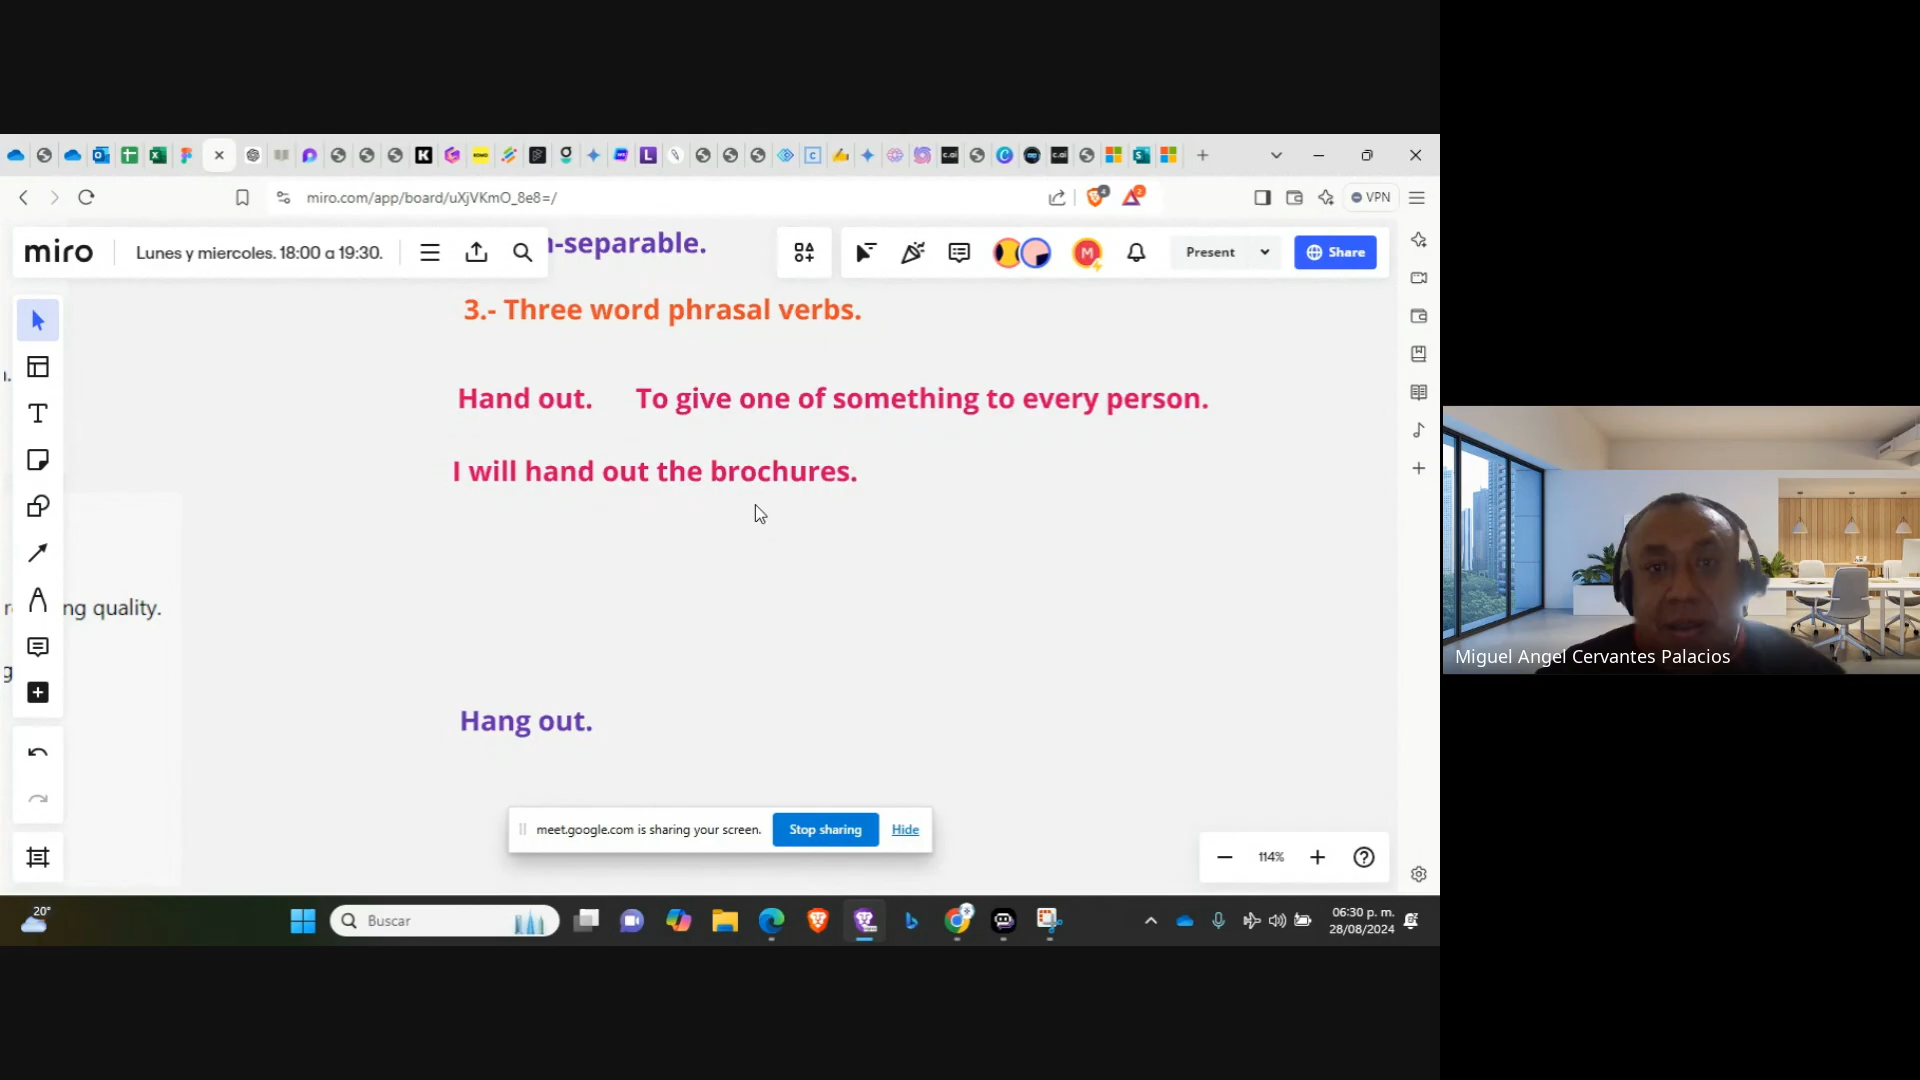 miro.com/app/board/uXjVKmO_8e8=/
VPN
miro
Lunes y miercoles. 18:00 a 19:30.
-separable.
M
Present
Share
3.- Three word phrasal verbs.
Hand out. To give one of something to every person.
I will hand out the brochures.
ng quality.
Hang out.
meet.google.com is sharing your screen.
Stop sharing
Hide
114%
20°
Buscar
06:30 p. m.
28/08/2024
Miguel Angel Cervantes Palacios